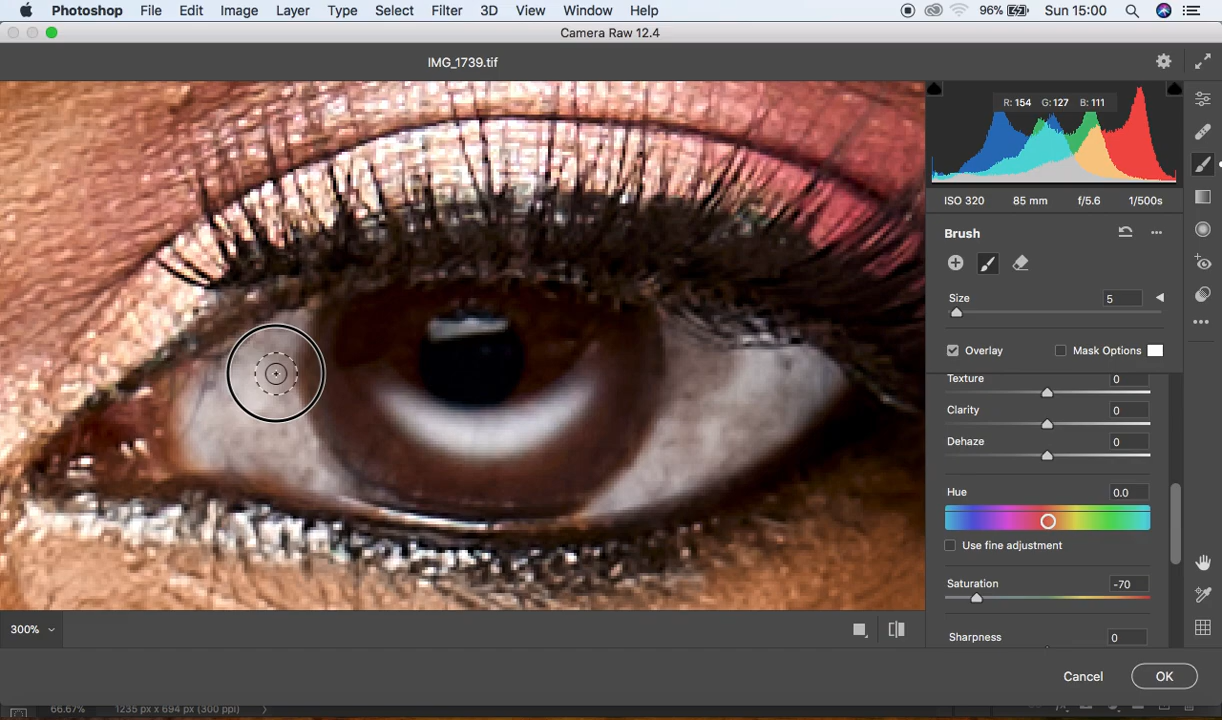 Photoshop File Edit Image Layer Type Select Filter 3D View Window Help 96% Sun 15:00
Camera Raw 12.4
IMG_1739.tif
R: 154 G: 127 B: 111
ISO 320 85 mm f/5.6 1/500s
Brush
Size 5
Overlay Mask Options
Texture 0
Clarity 0
Dehaze 0
Hue 0.0
Use fine adjustment
Saturation -70
Sharpness 0
300%
Cancel OK
66.67% 1235 px x 694 px (300 ppi)